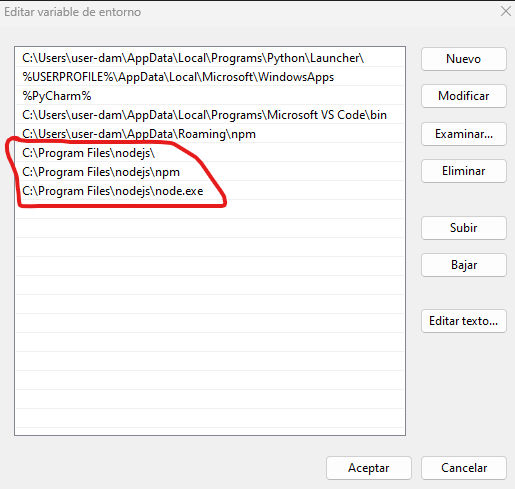 Editar variable de entorno
C:\Users\user-dam\AppData\Local\Programs\Python\Launcher\
%USERPROFILE%\AppData\Local\Microsoft\WindowsApps
%PyCharm%
C:\Users\user-dam\AppData\Local\Programs\Microsoft VS Code\bin
C:\Users\user-dam\AppData\Roaming\npm
C:\Program Files\nodejs\
C:\Program Files\nodejs\npm
C:\Program Files\nodejs\node.exe
Nuevo
Modificar
Examinar...
Eliminar
Subir
Bajar
Editar texto...
Aceptar
Cancelar